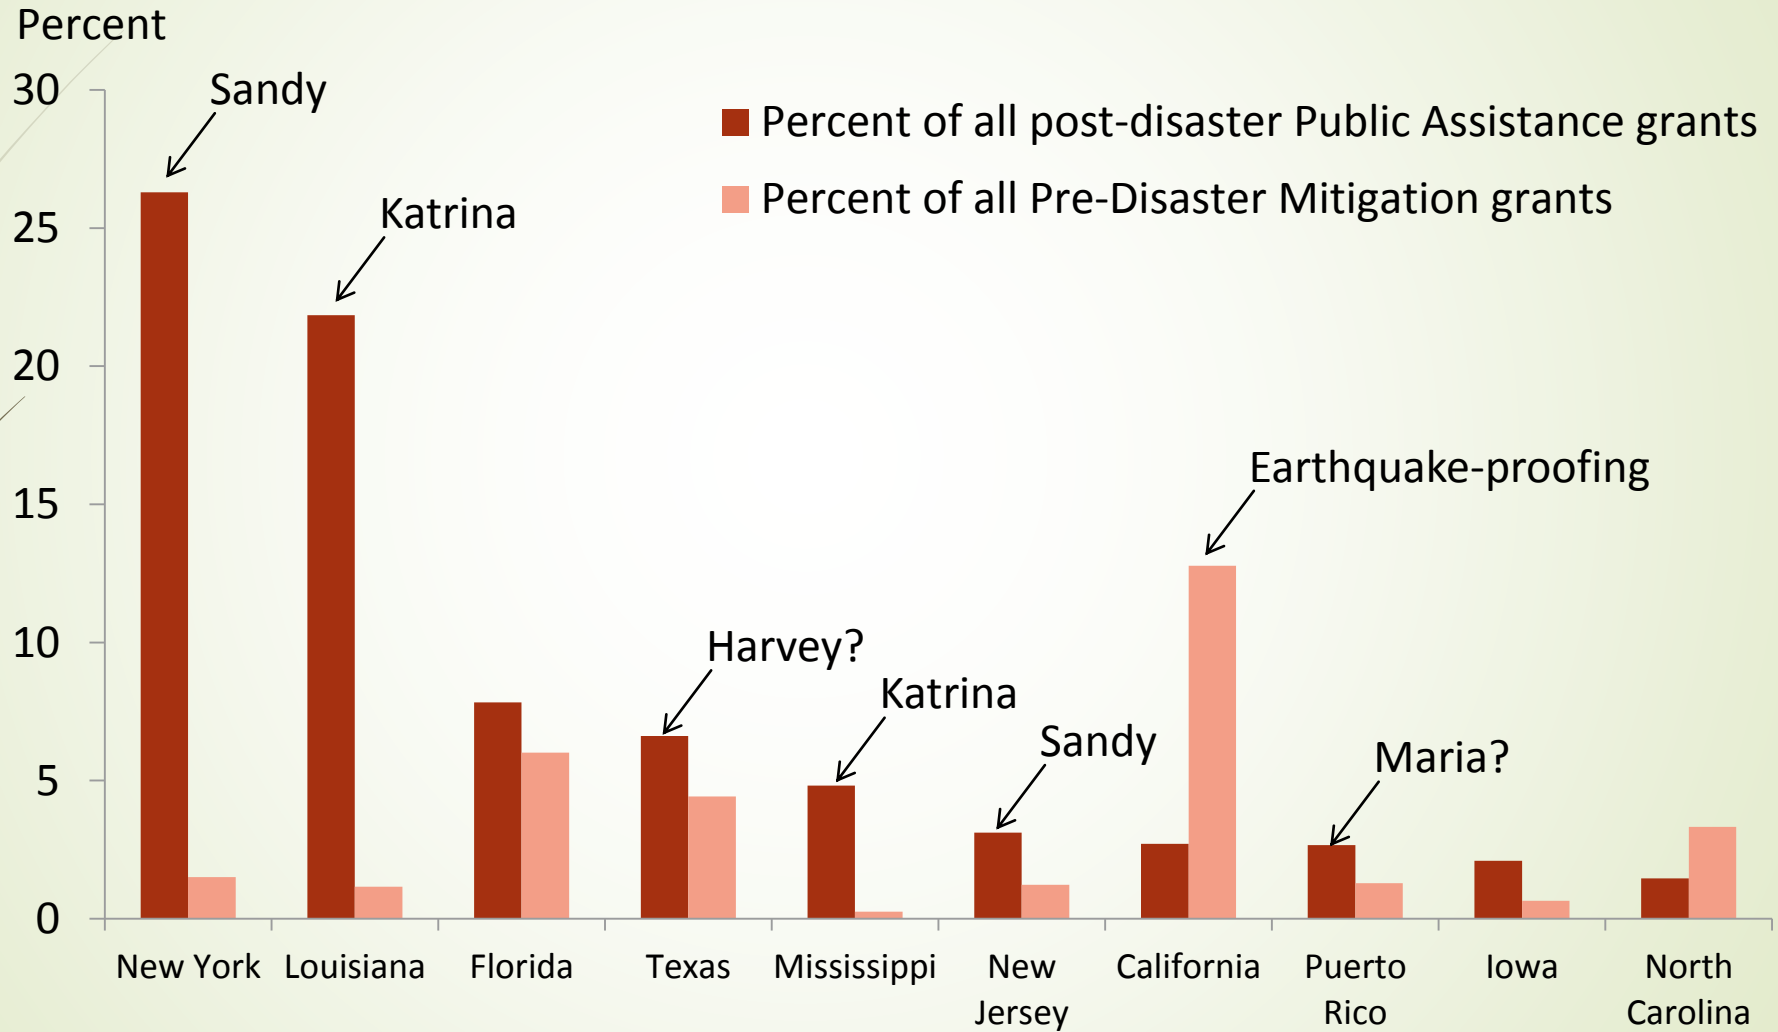 Percent
30
25
20
15
10
5
0
Sandy
Katrina
Percent of all post-disaster Public Assistance grants
Percent of all Pre-Disaster Mitigation grants
Earthquake-proofing
Harvey?
Katrina
Sandy
Maria?
New York
Louisiana
Florida
Texas
Mississippi
New
Jersey
California
Puerto
Rico
Iowa
North
Carolina